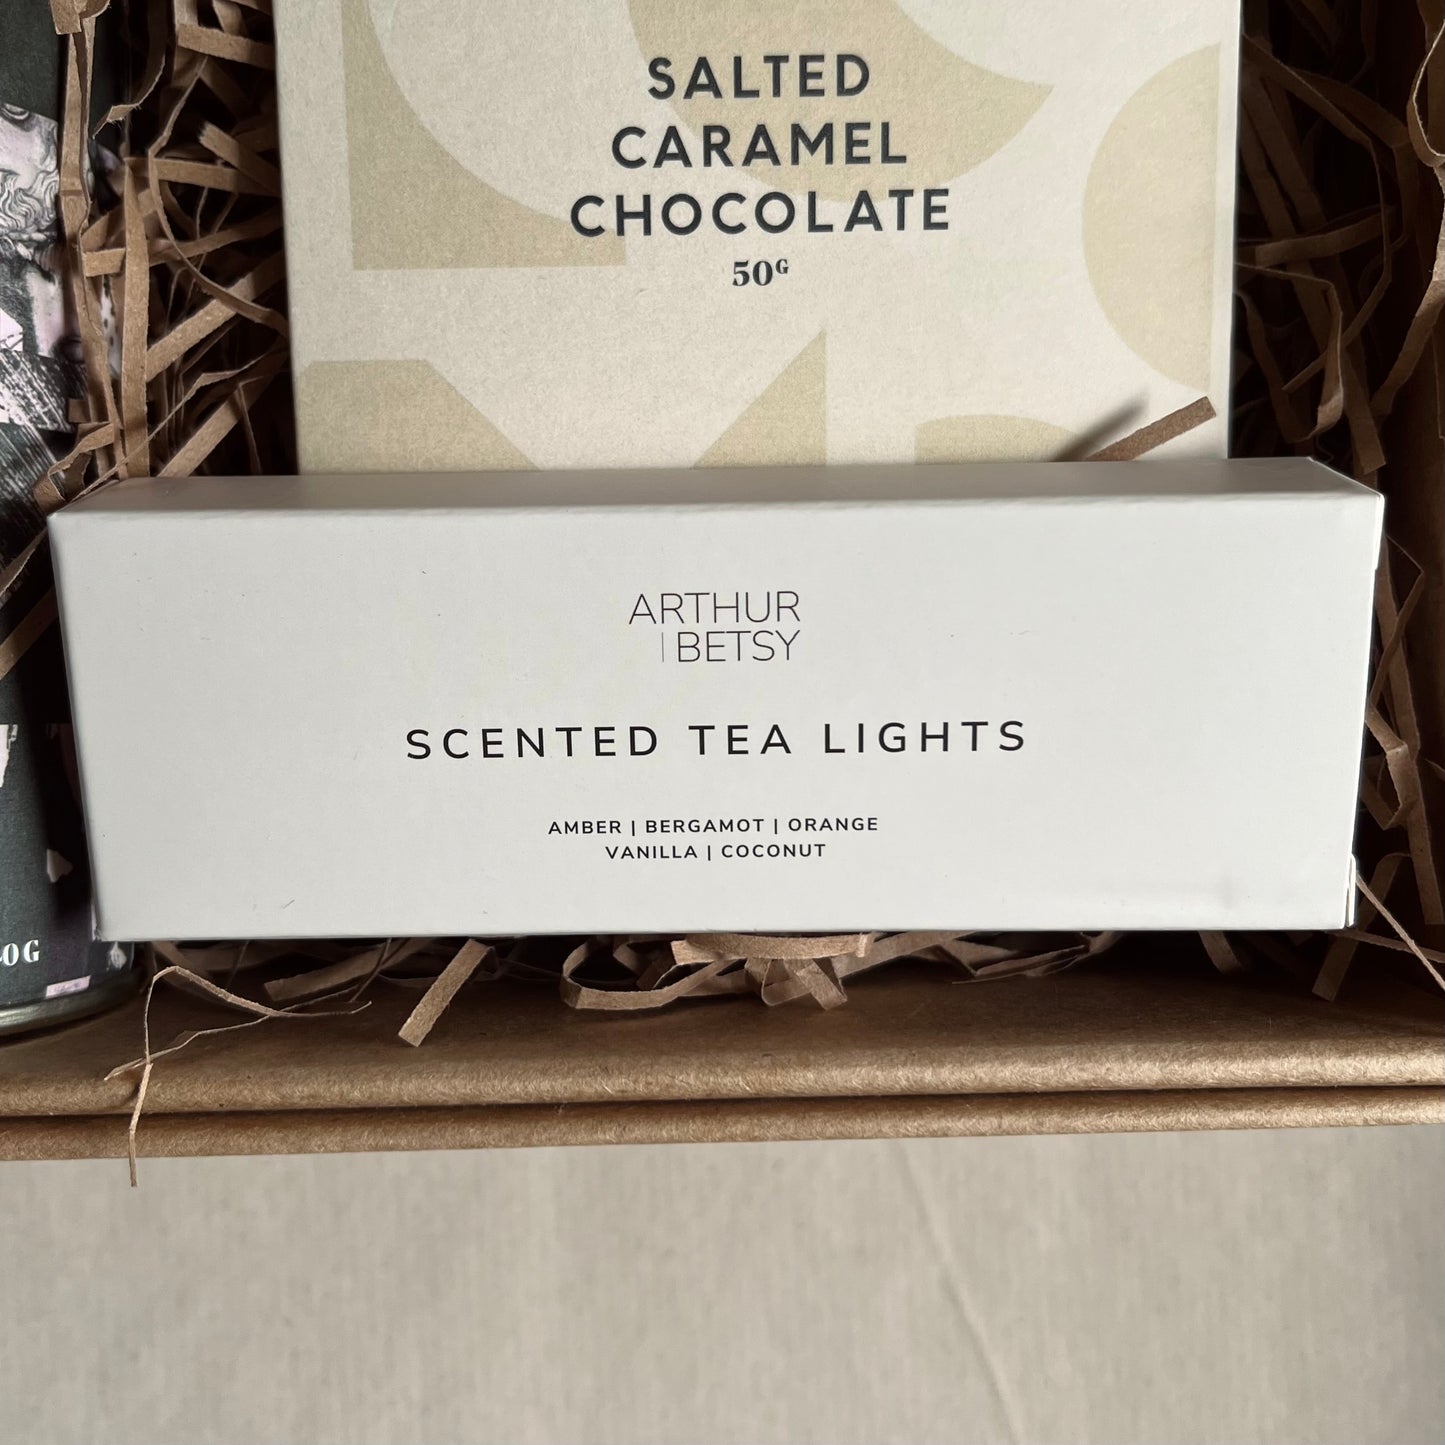 SALTED
CARAMEL
CHOCOLATE
50G
ARTHUR
BETSY
SCENTED TEA LIGHTS
AMBER | BERGAMOT | ORANGE
VANILLA | COCONUT